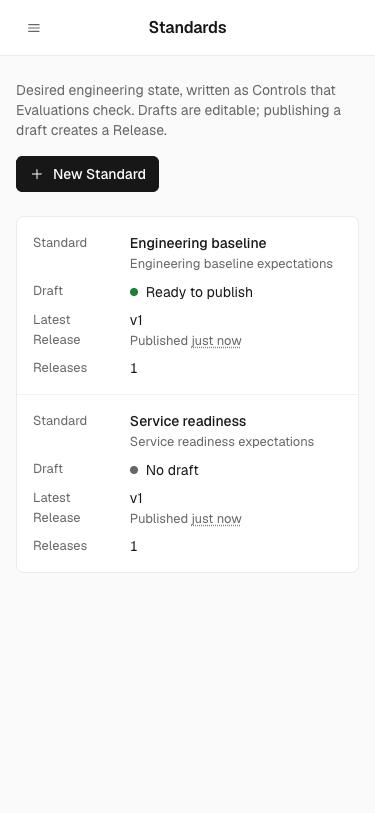 Standards
Desired engineering state, written as Controls that
Evaluations check. Drafts are editable; publishing a
draft creates a Release.
New Standard
Standard Engineering baseline
Engineering baseline expectations
Draft Ready to publish
Latest Release v1
Published just now
Releases 1
Standard Service readiness
Service readiness expectations
Draft No draft
Latest Release v1
Published just now
Releases 1